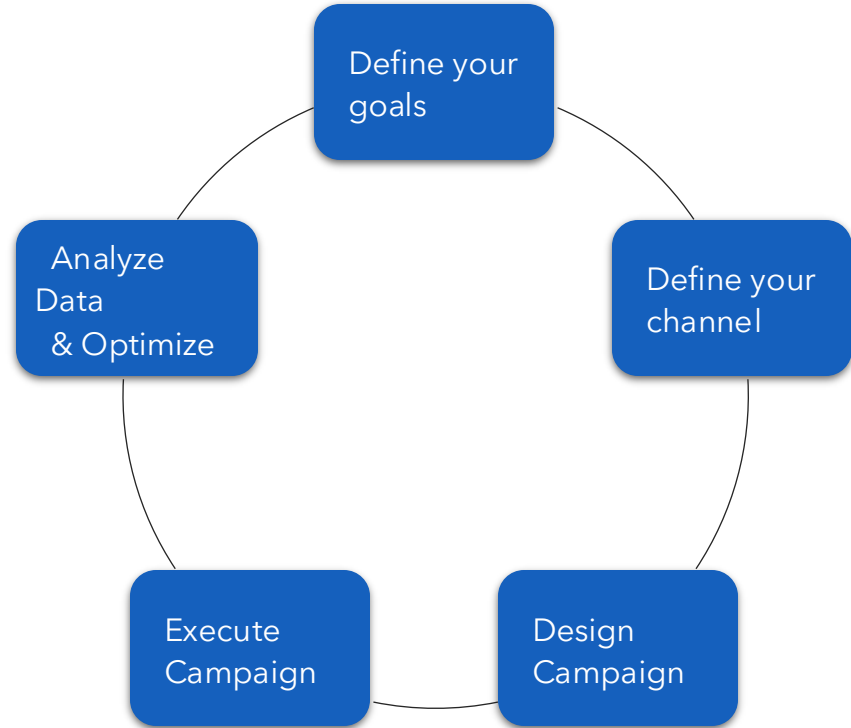 Define your
goals
Define your
channel
Design
Campaign
Execute
Campaign
Analyze
Data
& Optimize